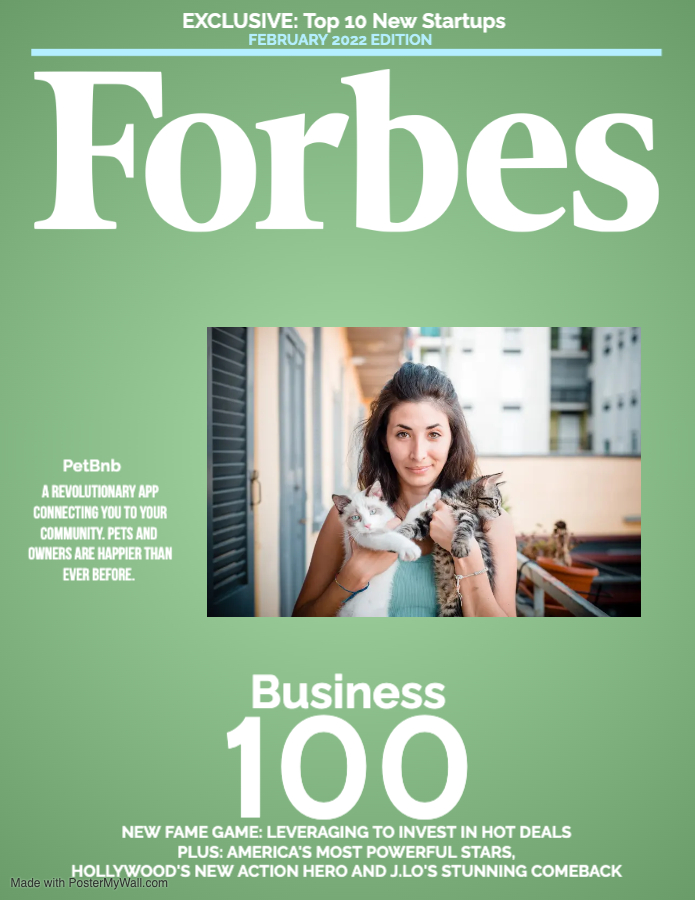 EXCLUSIVE: Top 10 New Startups
FEBRUARY 2022 EDITION
Forbes
PetBnb
A REVOLUTIONARY APP
CONNECTING YOU TO YOUR
COMMUNITY. PETS AND
OWNERS ARE HAPPIER THAN
EVER BEFORE.
Business
100
NEW FAME GAME: LEVERAGING TO INVEST IN HOT DEALS
PLUS: AMERICA'S MOST POWERFUL STARS,
HOLLYWOOD'S NEW ACTION HERO AND J.LO'S STUNNING COMEBACK
Made with PosterMyWall.com